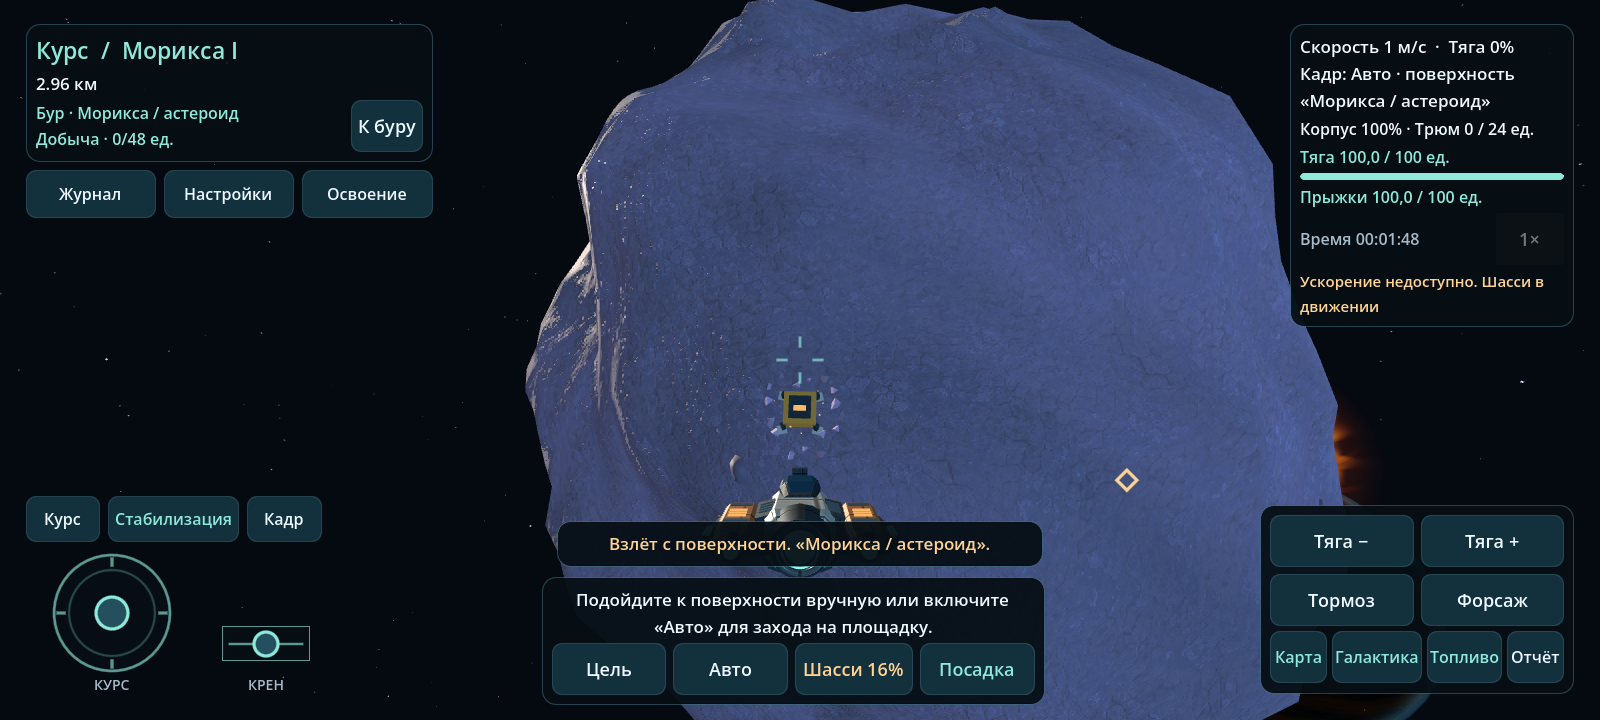 Курс / Морикса I
2.96 км
Бур · Морикса / астероид
Добыча · 0/48 ед.
К буру
Журнал
Настройки
Освоение
Скорость 1 м/с · Тяга 0%
Кадр: Авто · поверхность
«Морикса / астероид»
Корпус 100% · Трюм 0 / 24 ед.
Тяга 100,0 / 100 ед.
Прыжки 100,0 / 100 ед.
Время 00:01:48
1×
Ускорение недоступно. Шасси в
движении
Курс
Стабилизация
Кадр
КУРС
КРЕН
Взлёт с поверхности. «Морикса / астероид».
Подойдите к поверхности вручную или включите
«Авто» для захода на площадку.
Цель
Авто
Шасси 16%
Посадка
Тяга −
Тяга +
Тормоз
Форсаж
Карта
Галактика
Топливо
Отчёт